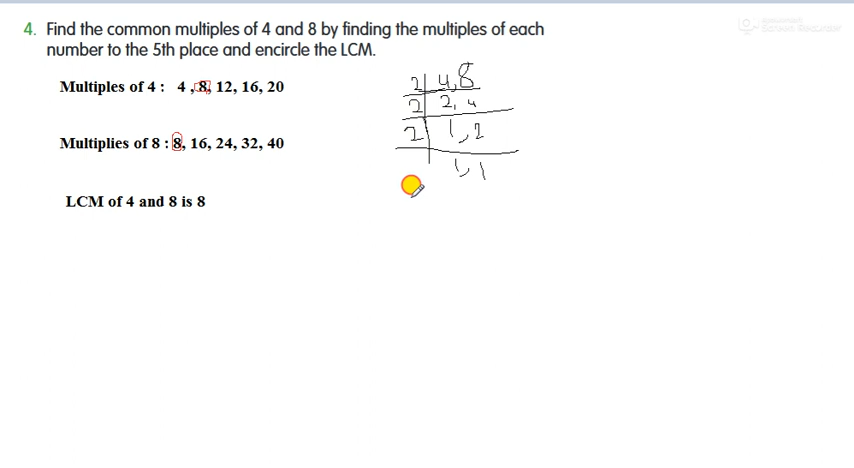 4. Find the common multiples of 4 and 8 by finding the multiples of each
number to the 5th place and encircle the LCM.
Multiples of 4 : 4 , 8, 12, 16, 20
Multiplies of 8 : 8, 16, 24, 32, 40
LCM of 4 and 8 is 8
2 4, 8
2 2, 4
2 1, 2
1, 1
Screen Recorder